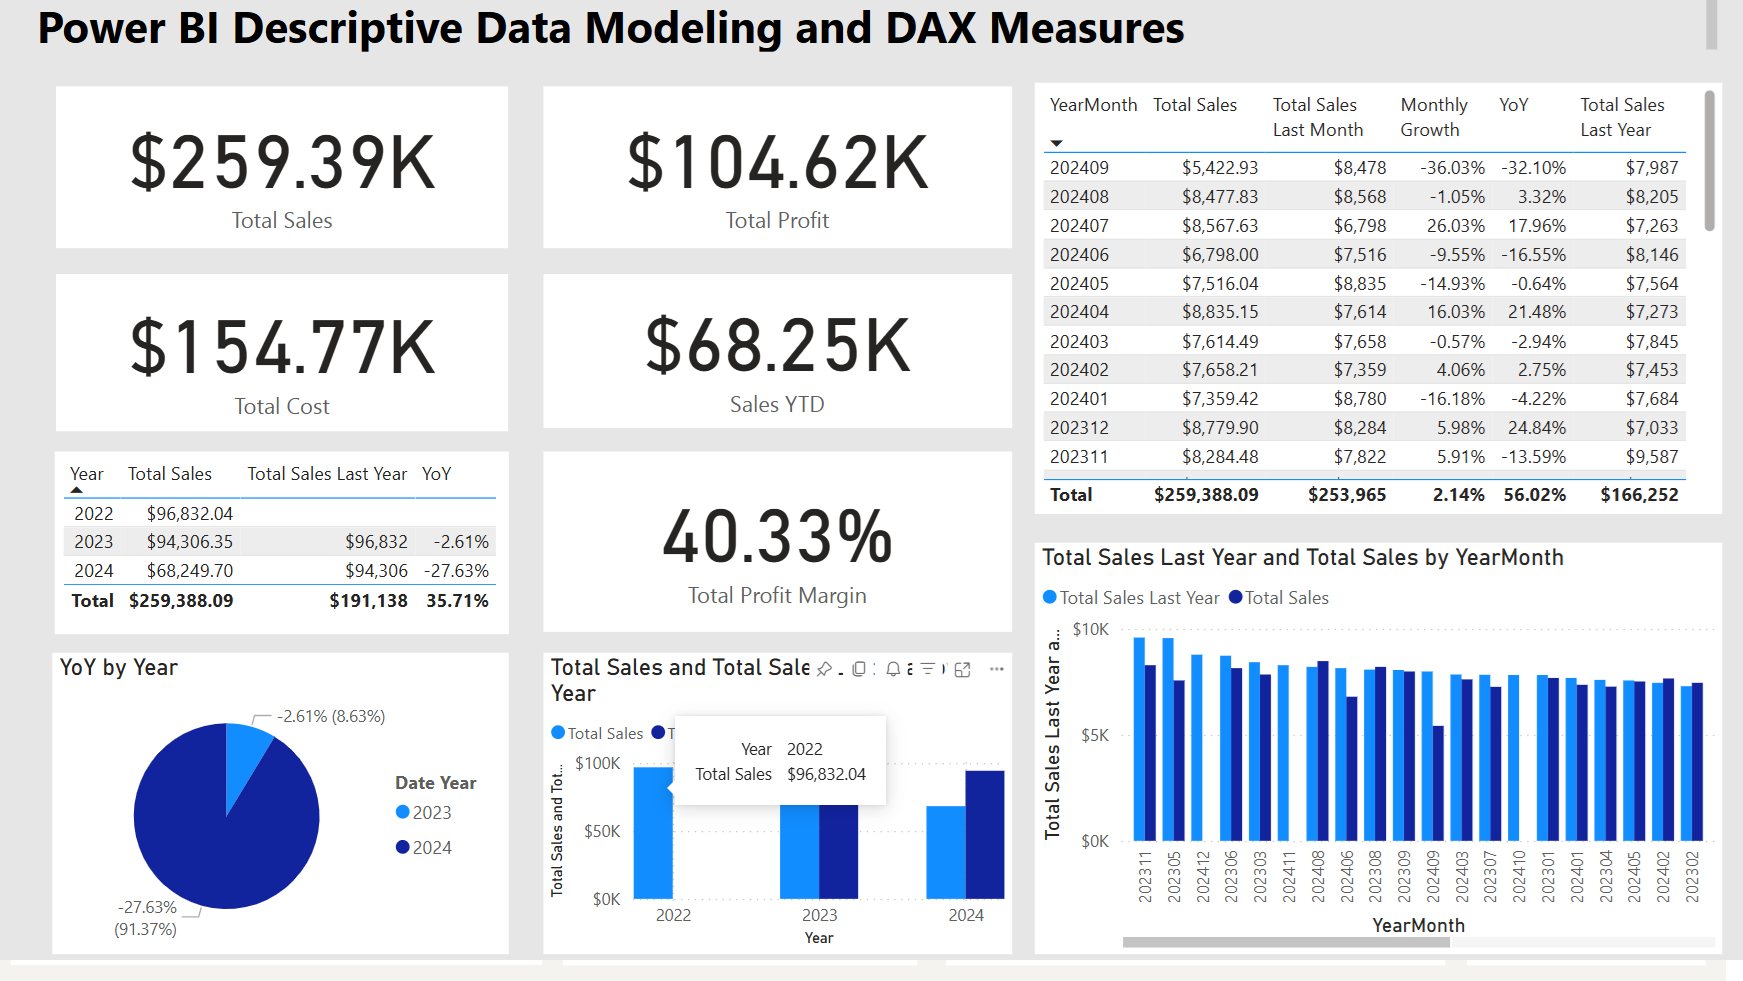 Power BI Descriptive Data Modeling and DAX Measures
$259.39K
Total Sales
$104.62K
Total Profit
$154.77K
Total Cost
$68.25K
Sales YTD
Year Total Sales Total Sales Last Year YoY
2022 $96,832.04
2023 $94,306.35 $96,832 -2.61%
2024 $68,249.70 $94,306 -27.63%
Total $259,388.09 $191,138 35.71%
40.33%
Total Profit Margin
YearMonth Total Sales Total Sales Last Month Monthly Growth YoY Total Sales Last Year
202409 $5,422.93 $8,478 -36.03% -32.10% $7,987
202408 $8,477.83 $8,568 -1.05% 3.32% $8,205
202407 $8,567.63 $6,798 26.03% 17.96% $7,263
202406 $6,798.00 $7,516 -9.55% -16.55% $8,146
202405 $7,516.04 $8,835 -14.93% -0.64% $7,564
202404 $8,835.15 $7,614 16.03% 21.48% $7,273
202403 $7,614.49 $7,658 -0.57% -2.94% $7,845
202402 $7,658.21 $7,359 4.06% 2.75% $7,453
202401 $7,359.42 $8,780 -16.18% -4.22% $7,684
202312 $8,779.90 $8,284 5.98% 24.84% $7,033
202311 $8,284.48 $7,822 5.91% -13.59% $9,587
Total $259,388.09 $253,965 2.14% 56.02% $166,252
YoY by Year
-2.61% (8.63%)
-27.63%
(91.37%)
Date Year
2023
2024
Total Sales and Total Sale
Year
Total Sales T
Year 2022
Total Sales $96,832.04
Total Sales and Tot...
$100K
$50K
$0K
2022 2023 2024
Year
Total Sales Last Year and Total Sales by YearMonth
Total Sales Last Year Total Sales
Total Sales Last Year a...
$10K
$5K
$0K
202311 202305 202412 202306 202303 202411 202408 202406 202308 202309 202409 202403 202307 202410 202301 202401 202304 202405 202402 202302
YearMonth